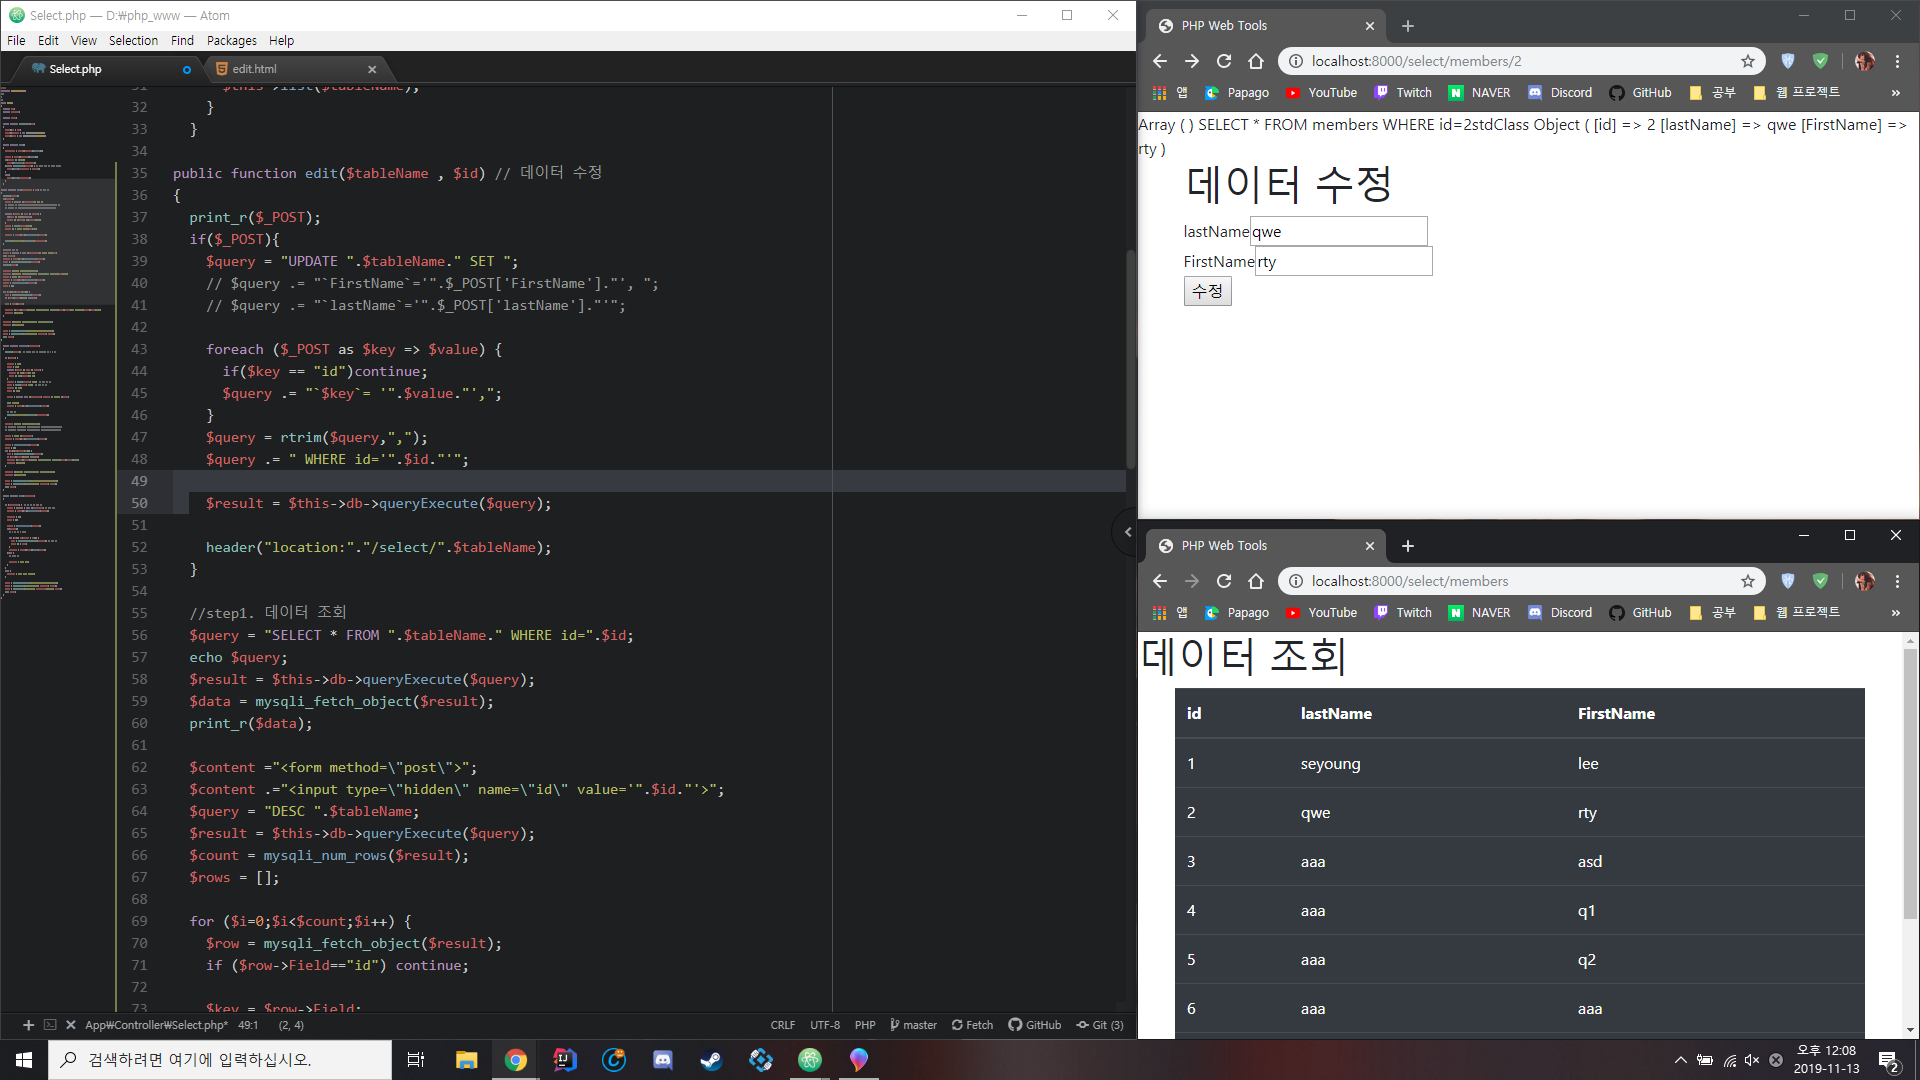 Select.php — D:\php_www — Atom
File Edit View Selection Find Packages Help
Select.php
edit.html
31 $this->list($tableName);
32 }
33 }
34
35 public function edit($tableName , $id) // 데이터 수정
36 {
37 print_r($_POST);
38 if($_POST){
39 $query = "UPDATE ".$tableName." SET ";
40 // $query .= "`FirstName`='".$_POST['FirstName']."', ";
41 // $query .= "`lastName`='".$_POST['lastName']."'";
42
43 foreach ($_POST as $key => $value) {
44 if($key == "id")continue;
45 $query .= "`$key`= '".$value."',";
46 }
47 $query = rtrim($query,",");
48 $query .= " WHERE id='".$id."'";
49
50 $result = $this->db->queryExecute($query);
51
52 header("location:"."/select/".$tableName);
53 }
54
55 //step1. 데이터 조회
56 $query = "SELECT * FROM ".$tableName." WHERE id=".$id;
57 echo $query;
58 $result = $this->db->queryExecute($query);
59 $data = mysqli_fetch_object($result);
60 print_r($data);
61
62 $content ="<form method=\"post\">";
63 $content .="<input type=\"hidden\" name=\"id\" value='".$id."'>";
64 $query = "DESC ".$tableName;
65 $result = $this->db->queryExecute($query);
66 $count = mysqli_num_rows($result);
67 $rows = [];
68
69 for ($i=0;$i<$count;$i++) {
70 $row = mysqli_fetch_object($result);
71 if ($row->Field=="id") continue;
72
73 $key = $row->Field;
App₩Controller₩Select.php* 49:1 (2, 4) CRLF UTF-8 PHP master Fetch GitHub Git (3)
PHP Web Tools
localhost:8000/select/members/2
앱 Papago YouTube Twitch NAVER Discord GitHub 공부 웹 프로젝트 »
Array ( ) SELECT * FROM members WHERE id=2stdClass Object ( [id] => 2 [lastName] => qwe [FirstName] =>
rty )
데이터 수정
lastName qwe
FirstName rty
수정
PHP Web Tools
localhost:8000/select/members
앱 Papago YouTube Twitch NAVER Discord GitHub 공부 웹 프로젝트 »
데이터 조회
id lastName FirstName
1 seyoung lee
2 qwe rty
3 aaa asd
4 aaa q1
5 aaa q2
6 aaa aaa
검색하려면 여기에 입력하십시오.
오후 12:08
2019-11-13
2